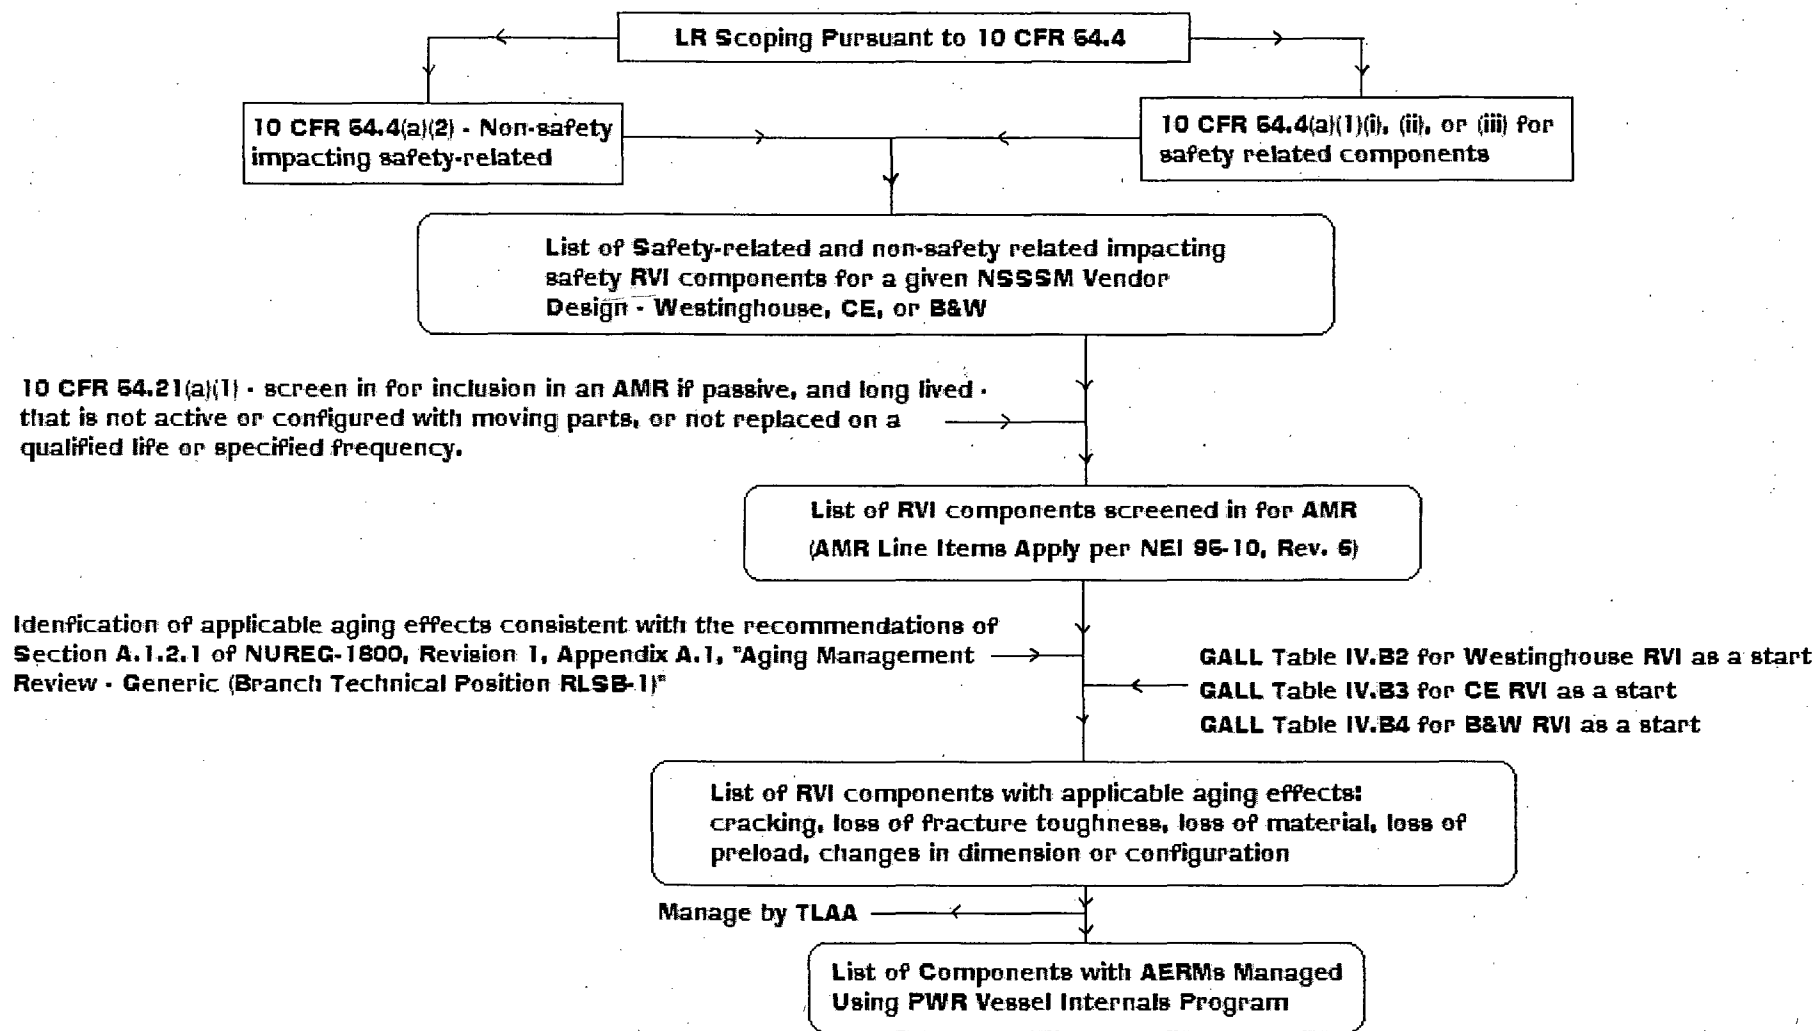 LR Scoping Pursuant to 10 CFR 54.4
10 CFR 54.4(a)(2) - Non-safety
impacting safety-related
10 CFR 54.4(a)(1)(i), (ii), or (iii) for
safety related components
List of Safety-related and non-safety related impacting
safety RVI components for a given NSSSM Vendor
Design - Westinghouse, CE, or B&W
10 CFR 54.21(a)(1) - screen in for inclusion in an AMR if passive, and long lived -
that is not active or configured with moving parts, or not replaced on a
qualified life or specified frequency.
List of RVI components screened in for AMR
(AMR Line Items Apply per NEI 95-10, Rev. 6)
Idenfication of applicable aging effects consistent with the recommendations of
Section A.1.2.1 of NUREG-1800, Revision 1, Appendix A.1, "Aging Management
Review - Generic (Branch Technical Position RLSB-1)"
GALL Table IV.B2 for Westinghouse RVI as a start
GALL Table IV.B3 for CE RVI as a start
GALL Table IV.B4 for B&W RVI as a start
List of RVI components with applicable aging effects:
cracking, loss of fracture toughness, loss of material, loss of
preload, changes in dimension or configuration
Manage by TLAA
List of Components with AERMs Managed
Using PWR Vessel Internals Program